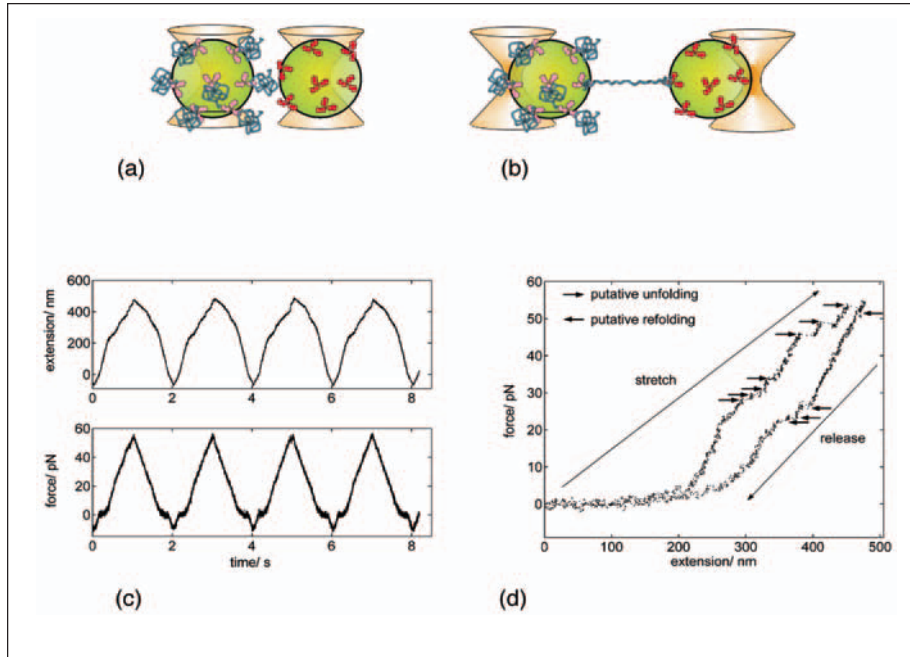 (a)
(b)
extension/ nm
600
400
200
0
0
2
4
6
8
force/ pN
60
40
20
0
0
2
4
6
8
time/ s
(c)
force/ pN
60
50
40
30
20
10
0
putative unfolding
putative refolding
stretch
release
0
100
200
300
400
500
extension/ nm
(d)